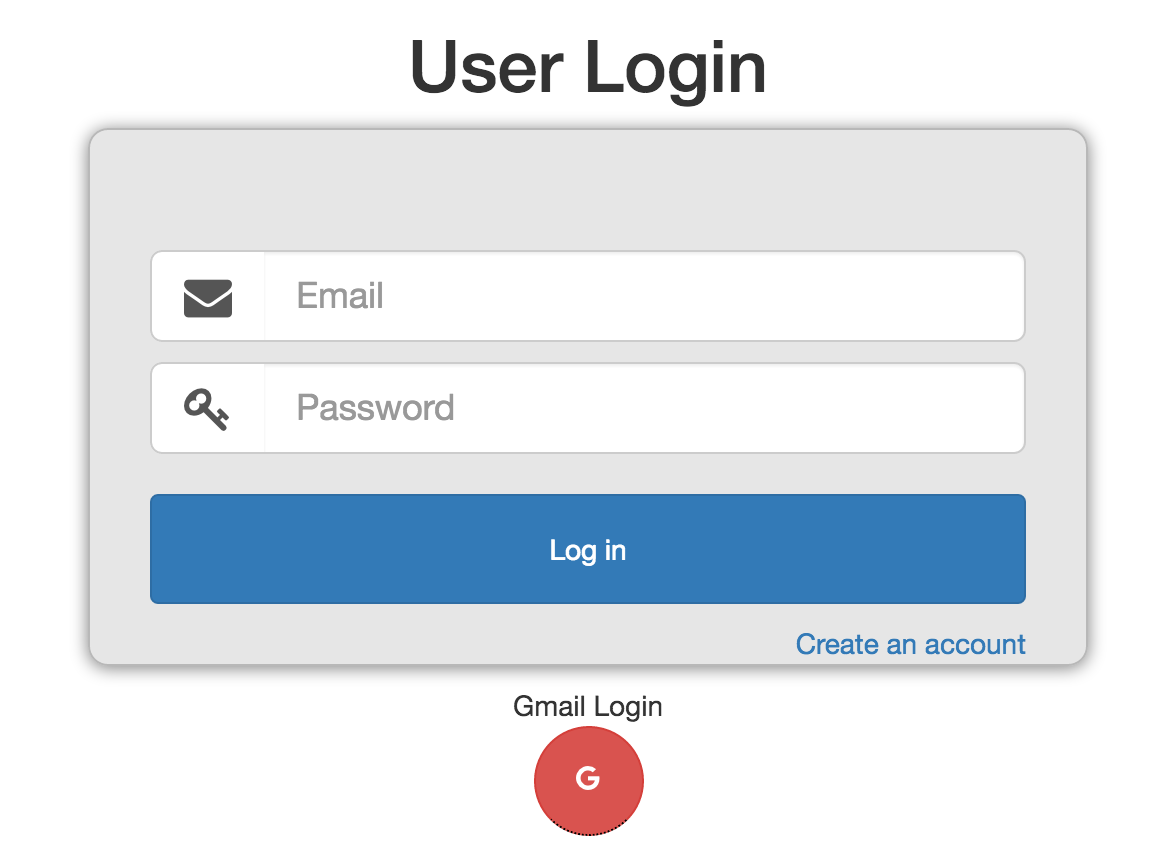 User Login
Email
Password
Log in
Create an account
Gmail Login
G